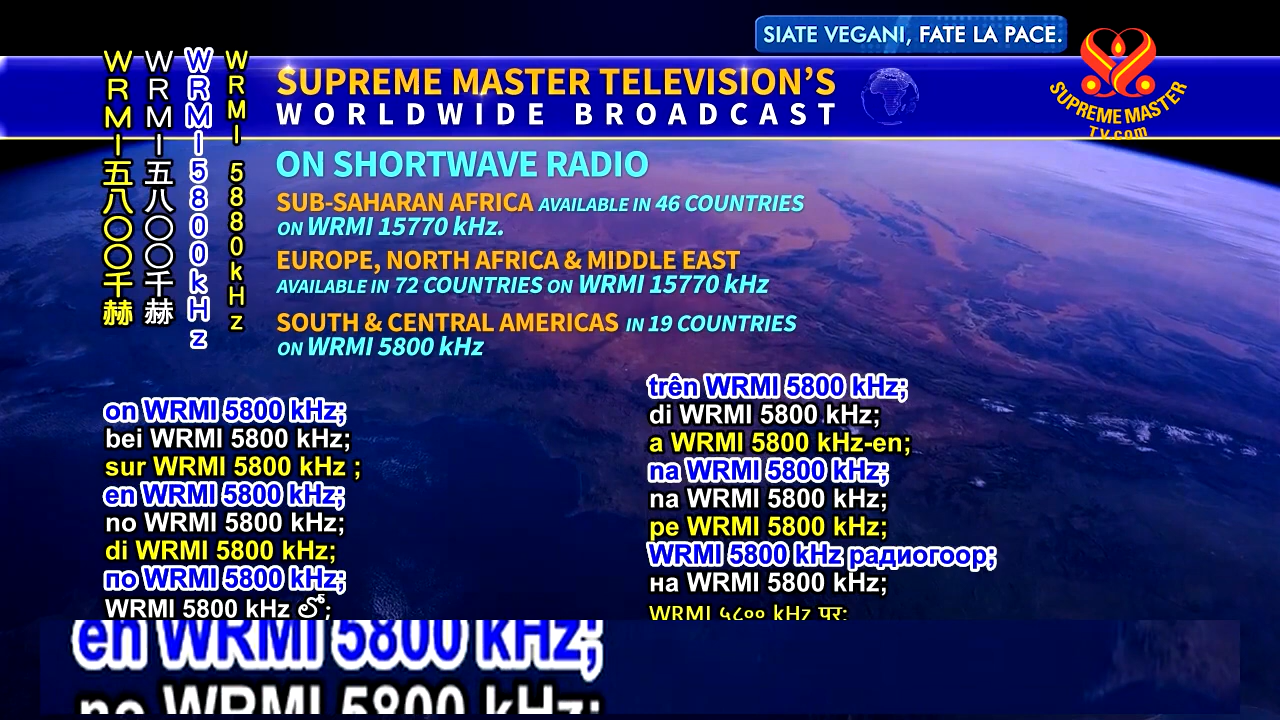 SIATE VEGANI, FATE LA PACE.
SUPREME MASTER TELEVISION'S
WORLDWIDE BROADCAST
SUPREME MASTER
TV.com
WRMI五八〇〇千赫
WRMI五八〇〇千赫
WRMI5800kHz
WRMI 5880kHz
ON SHORTWAVE RADIO
SUB-SAHARAN AFRICA AVAILABLE IN 46 COUNTRIES
ON WRMI 15770 kHz.
EUROPE, NORTH AFRICA & MIDDLE EAST
AVAILABLE IN 72 COUNTRIES ON WRMI 15770 kHz
SOUTH & CENTRAL AMERICAS IN 19 COUNTRIES
ON WRMI 5800 kHz
on WRMI 5800 kHz;
bei WRMI 5800 kHz;
sur WRMI 5800 kHz ;
en WRMI 5800 kHz;
no WRMI 5800 kHz;
di WRMI 5800 kHz;
по WRMI 5800 kHz;
WRMI 5800 kHz లో;
trên WRMI 5800 kHz;
di WRMI 5800 kHz;
a WRMI 5800 kHz-en;
na WRMI 5800 kHz;
na WRMI 5800 kHz;
pe WRMI 5800 kHz;
WRMI 5800 kHz радиогоор;
на WRMI 5800 kHz;
WRMI ५८०० kHz पर;
en WRMI 5800 kHz;
no WRMI 5800 kHz;